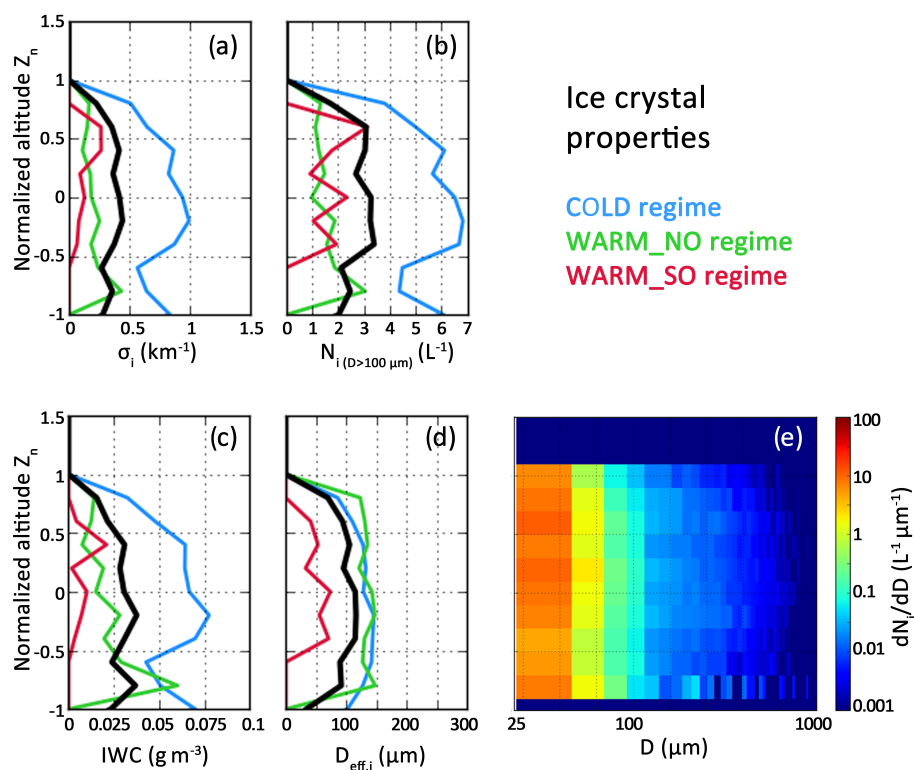 1.5
1
0.5
0
-0.5
-1
Normalized altitude Zn
(a)
0 0.5 1 1.5
σi (km-1)
(b)
0 1 2 3 4 5 6 7
Ni (D>100 µm) (L-1)
Ice crystal
properties
COLD regime
WARM_NO regime
WARM_SO regime
1.5
1
0.5
0
-0.5
-1
Normalized altitude Zn
(c)
0 0.025 0.05 0.075 0.1
IWC (g m-3)
(d)
0 100 200 300
Deff,i (µm)
(e)
25 100 1000
D (µm)
100
10
1
0.1
0.01
0.001
dNi/dD (L-1 µm-1)